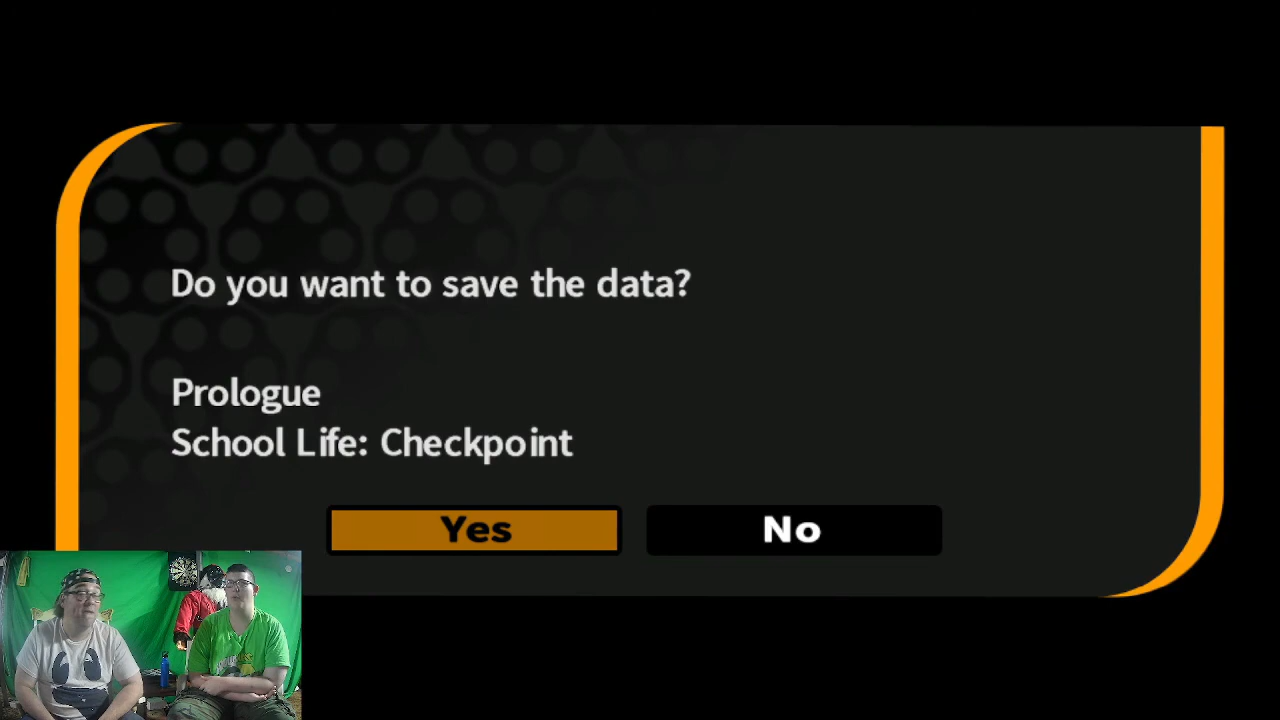 Do you want to save the data?
Prologue
School Life: Checkpoint
Yes
No